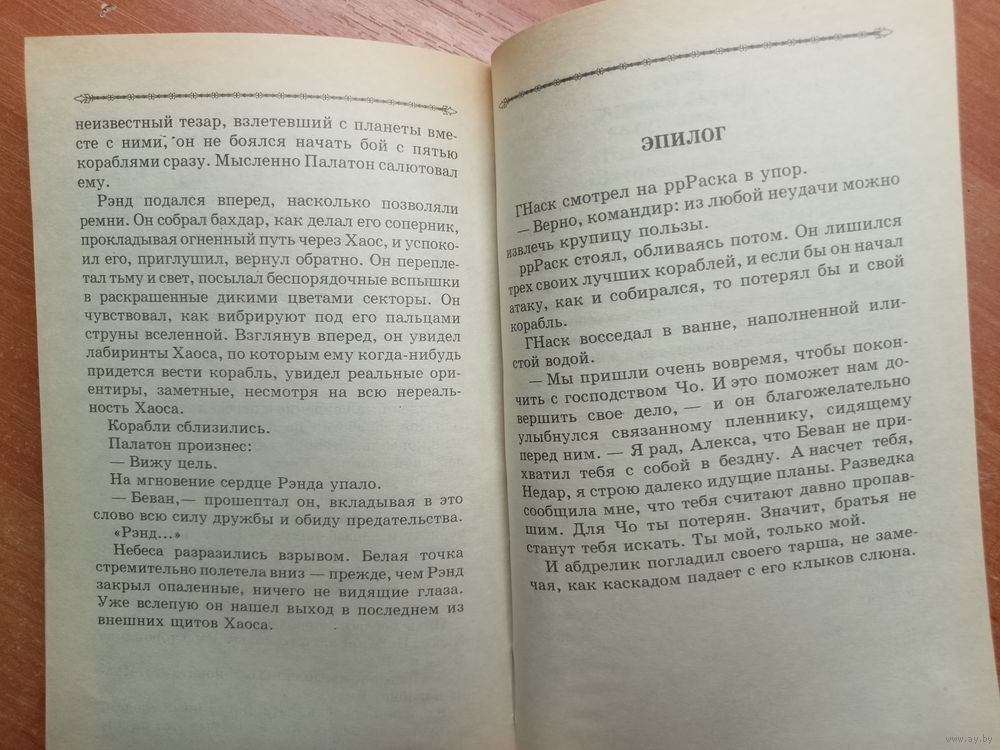 неизвестный тезар, взлетевший с планеты вме-
сте с ними, он не боялся начать бой с пятью
кораблями сразу. Мысленно Палатон салютовал
ему.
Рэнд подался вперед, насколько позволяли
ремни. Он собрал бахдар, как делал его соперник,
прокладывая огненный путь через Хаос, и успоко-
ил его, приглушил, вернул обратно. Он перепле-
тал тьму и свет, посылал беспорядочные вспышки
в раскрашенные дикими цветами секторы. Он
чувствовал, как вибрируют под его пальцами
струны вселенной. Взглянув вперед, он увидел
лабиринты Хаоса, по которым ему когда-нибудь
придется вести корабль, увидел реальные ори-
ентиры, заметные, несмотря на всю нереаль-
ность Хаоса.
Корабли сблизились.
Палатон произнес:
— Вижу цель.
На мгновение сердце Рэнда упало.
— Беван,— прошептал он, вкладывая в это
слово всю силу дружбы и обиду предательства.
«Рэнд...»
Небеса разразились взрывом. Белая точка
стремительно полетела вниз — прежде, чем Рэнд
закрыл опаленные, ничего не видящие глаза.
Уже вслепую он нашел выход в последнем из
внешних щитов Хаоса.
ЭПИЛОГ
ГНаск смотрел на ррРаска в упор.
— Верно, командир: из любой неудачи можно
извлечь крупицу пользы.
ррРаск стоял, обливаясь потом. Он лишился
трех своих лучших кораблей, и если бы он начал
атаку, как и собирался, то потерял бы и свой
корабль.
ГНаск восседал в ванне, наполненной или-
стой водой.
— Мы пришли очень вовремя, чтобы покон-
чить с господством Чо. И это поможет нам до-
вершить свое дело, — и он благожелательно
улыбнулся связанному пленнику, сидящему
перед ним. — Я рад, Алекса, что Беван не при-
хватил тебя с собой в бездну. А насчет тебя,
Недар, я строю далеко идущие планы. Разведка
сообщила мне, что тебя считают давно пропав-
шим. Для Чо ты потерян. Значит, братья не
станут тебя искать. Ты мой, только мой.
И абдрелик погладил своего тарша, не заме-
чая, как каскадом падает с его клыков слюна.
www.ay.by